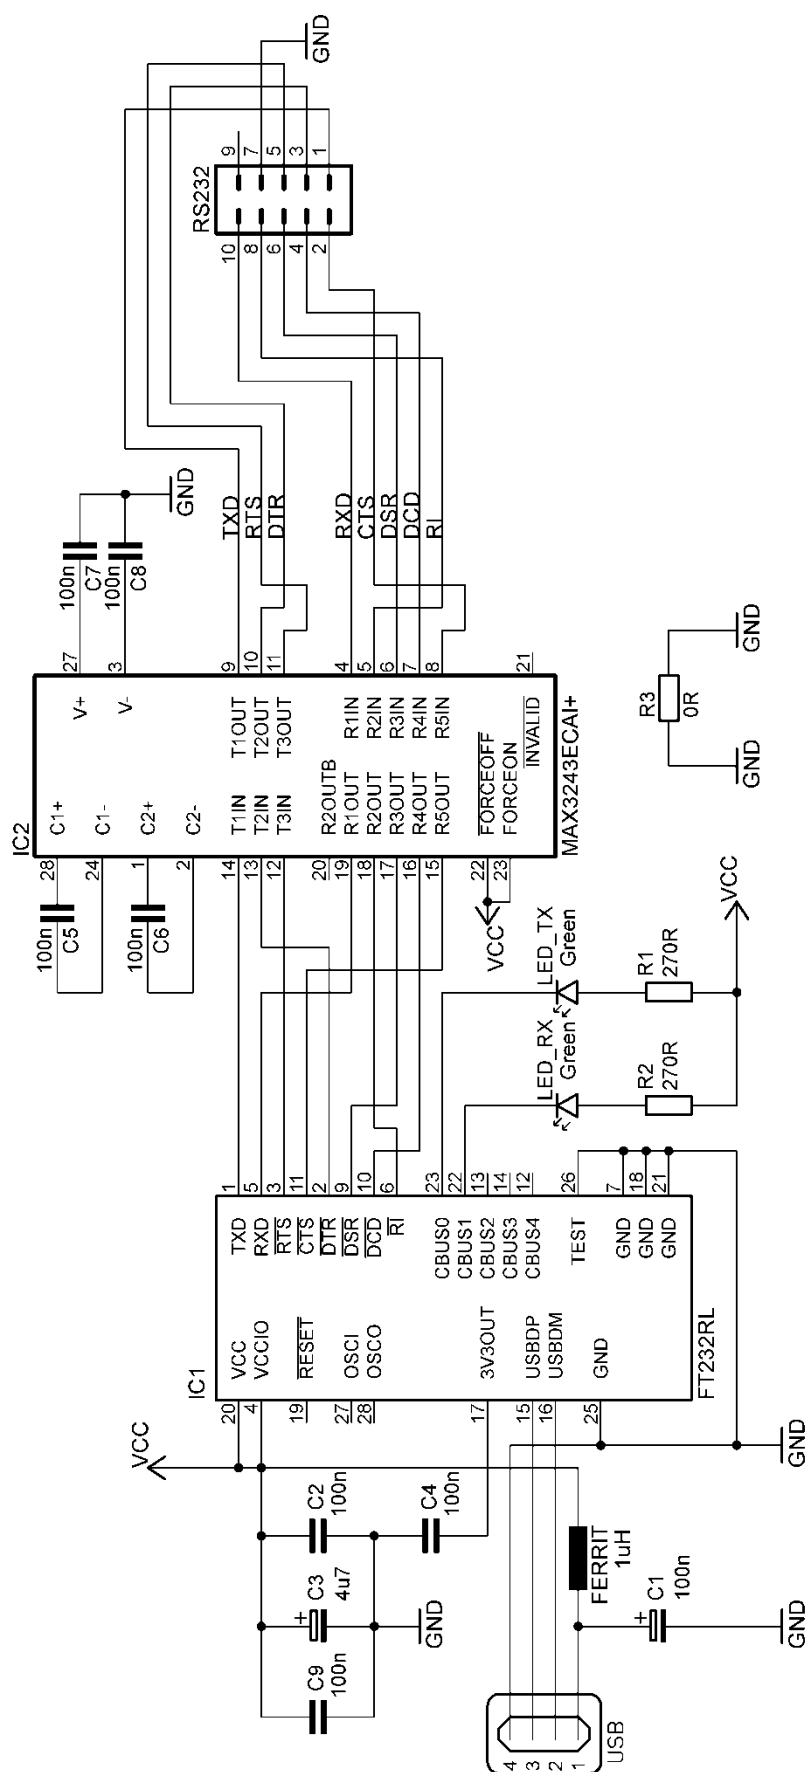 GND
RS232
9
7
5
3
1
10
8
6
4
2
GND
100n
C7
100n
C8
TXD
RTS
DTR
RXD
CTS
DSR
DCD
RI
IC2
MAX3243ECAI+
27
3
9
10
11
4
5
6
7
8
21
V+
V-
T1OUT
T2OUT
T3OUT
R1IN
R2IN
R3IN
R4IN
R5IN
INVALID
C1+
C1-
C2+
C2-
T1IN
T2IN
T3IN
R2OUTB
R1OUT
R2OUT
R3OUT
R4OUT
R5OUT
FORCEOFF
FORCEON
28
24
1
2
14
13
12
20
19
18
17
16
15
22
23
100n
C5
100n
C6
VCC
R3
0R
GND
GND
LED_TX
Green
R1
270R
VCC
LED_RX
Green
R2
270R
IC1
FT232RL
1
5
3
11
2
9
10
6
23
22
13
14
12
26
7
18
21
TXD
RXD
RTS
CTS
DTR
DSR
DCD
RI
CBUS0
CBUS1
CBUS2
CBUS3
CBUS4
TEST
GND
GND
GND
VCC
VCCIO
RESET
OSCI
OSCO
3V3OUT
USBDP
USBDM
GND
20
4
19
27
28
17
15
16
25
VCC
GND
C2
100n
C4
100n
C3
4u7
+
C9
100n
GND
FERRIT
1uH
C1
100n
+
GND
USB
4
3
2
1